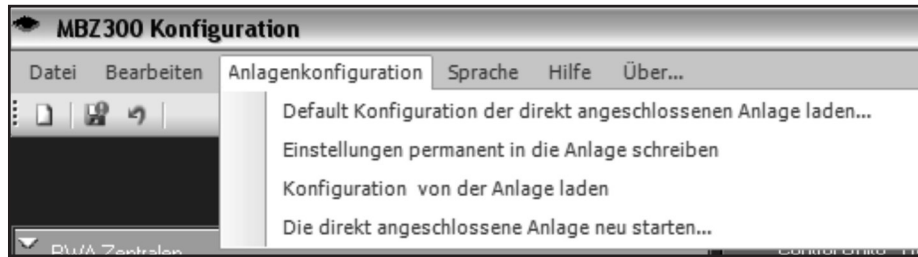 MBZ300 Konfiguration
Datei Bearbeiten Anlagenkonfiguration Sprache Hilfe Über...
Default Konfiguration der direkt angeschlossenen Anlage laden...
Einstellungen permanent in die Anlage schreiben
Konfiguration von der Anlage laden
Die direkt angeschlossene Anlage neu starten...
RWA Zentralen